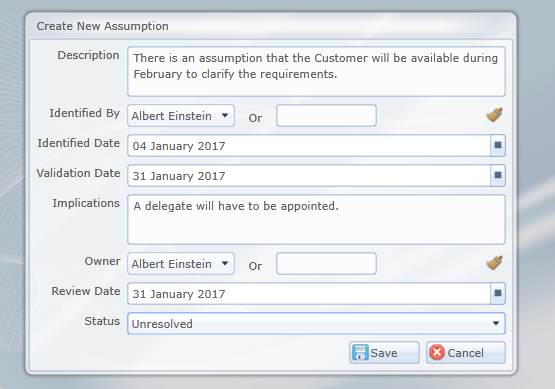 Create New Assumption
Description
There is an assumption that the Customer will be available during
February to clarify the requirements.
Identified By Albert Einstein Or
Identified Date 04 January 2017
Validation Date 31 January 2017
Implications A delegate will have to be appointed.
Owner Albert Einstein Or
Review Date 31 January 2017
Status Unresolved
Save Cancel